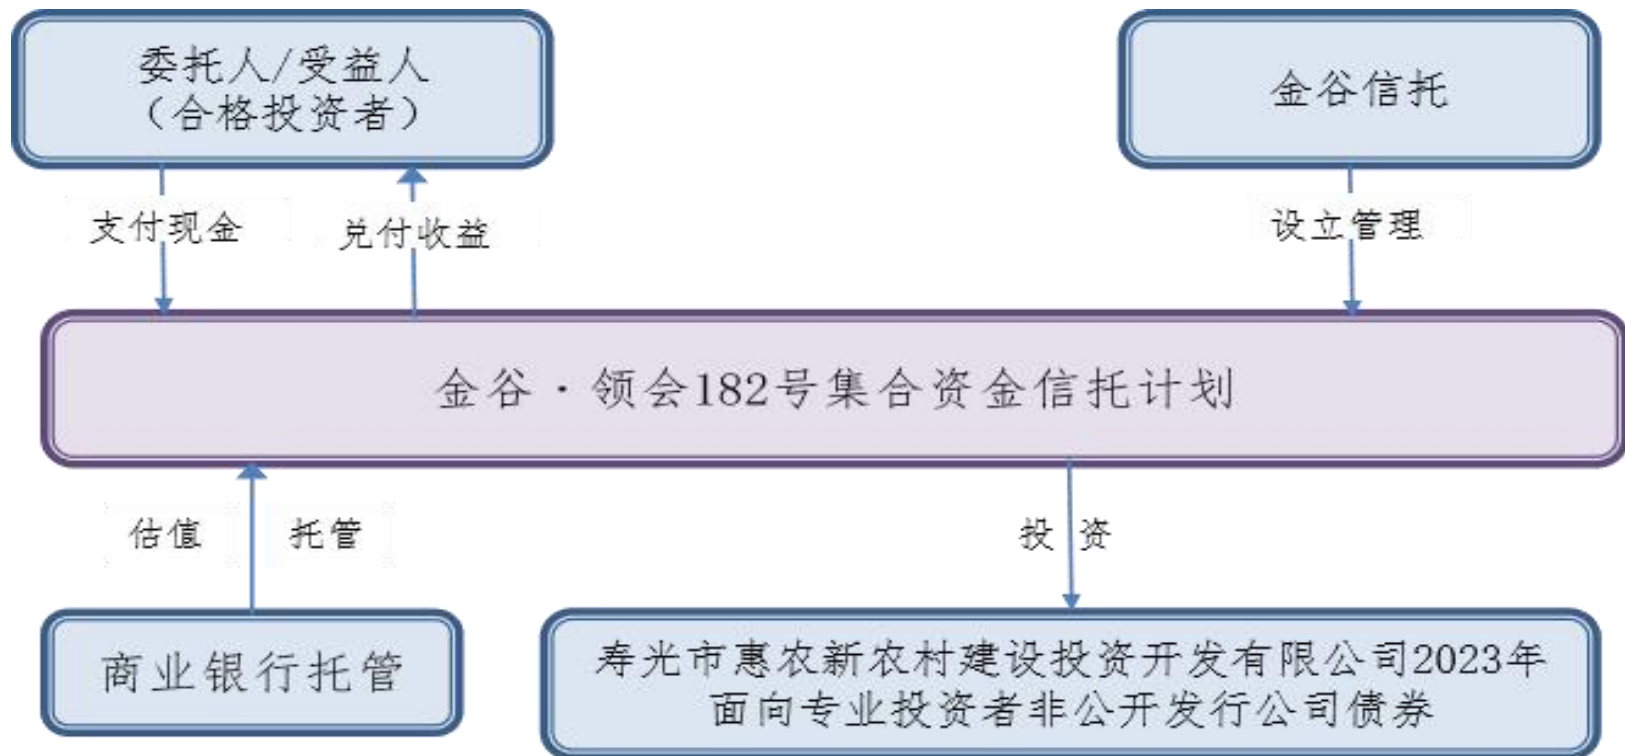 委托人/受益人
（合格投资者）
金谷信托
支付现金
兑付收益
设立管理
金谷·领会182号集合资金信托计划
估值
托管
投资
商业银行托管
寿光市惠农新农村建设投资开发有限公司2023年
面向专业投资者非公开发行公司债券